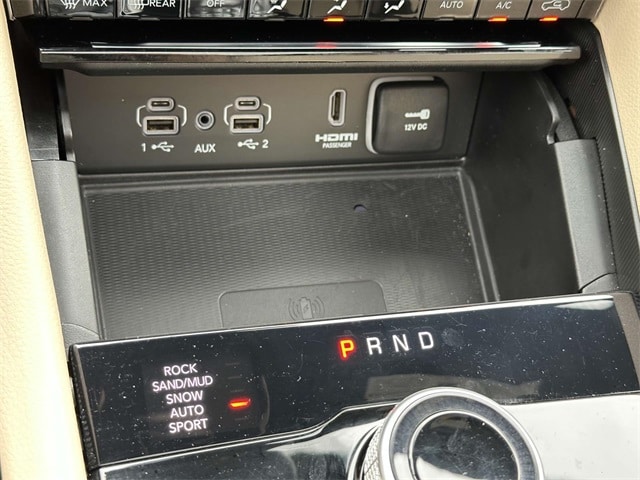 MAX REAR OFF AUTO A/C
1 AUX 2
HDMI
PASSENGER
12V DC
P R N D
ROCK
SAND/MUD
SNOW
AUTO
SPORT